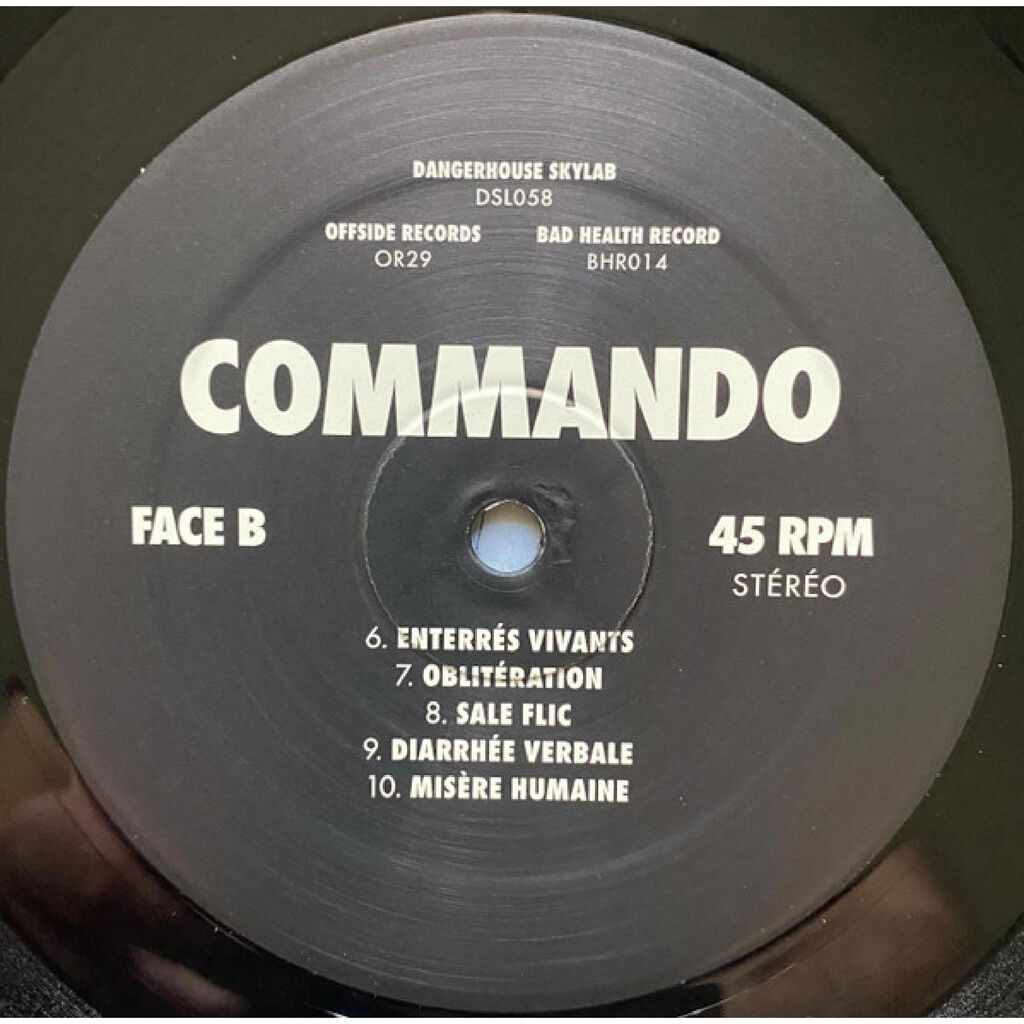 DANGERHOUSE SKYLAB
DSL058
OFFSIDE RECORDS BAD HEALTH RECORD
OR29 BHR014
COMMANDO
FACE B 45 RPM
STÉRÉO
6. ENTERRÉS VIVANTS
7. OBLITÉRATION
8. SALE FLIC
9. DIARRHÉE VERBALE
10. MISÈRE HUMAINE